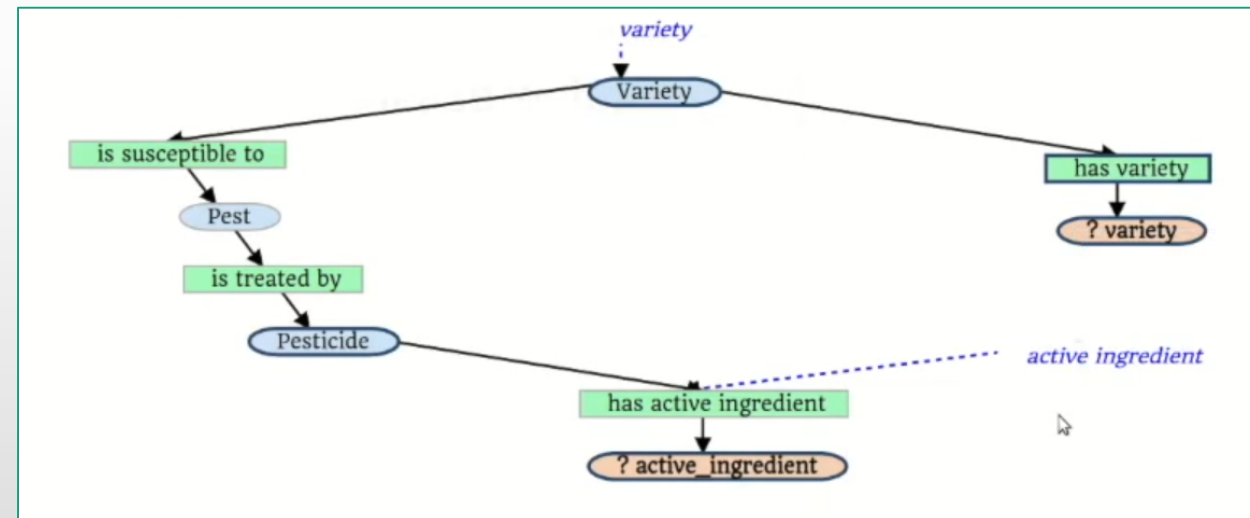 variety
Variety
is susceptible to
has variety
Pest
? variety
is treated by
Pesticide
active ingredient
has active ingredient
? active_ingredient